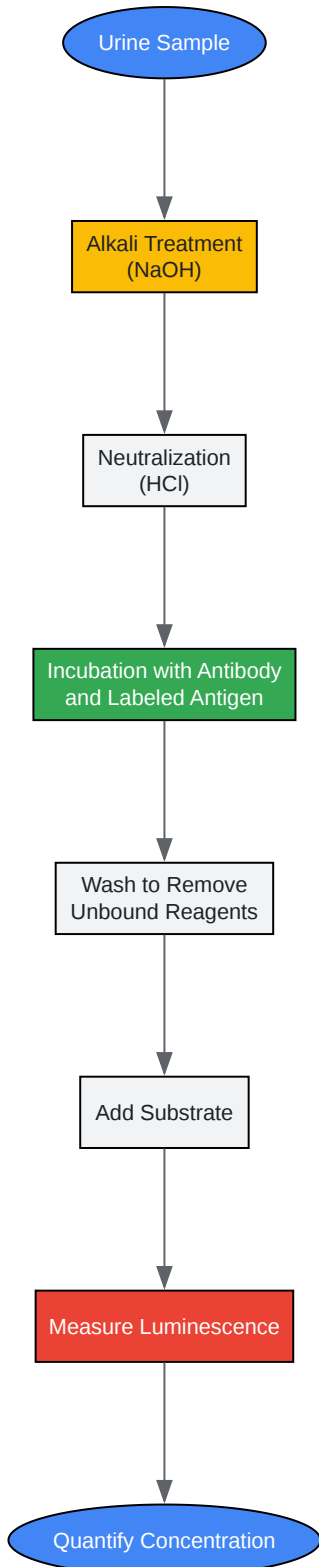 Urine Sample
Alkali Treatment
(NaOH)
Neutralization
(HCl)
Incubation with Antibody
and Labeled Antigen
Wash to Remove
Unbound Reagents
Add Substrate
Measure Luminescence
Quantify Concentration